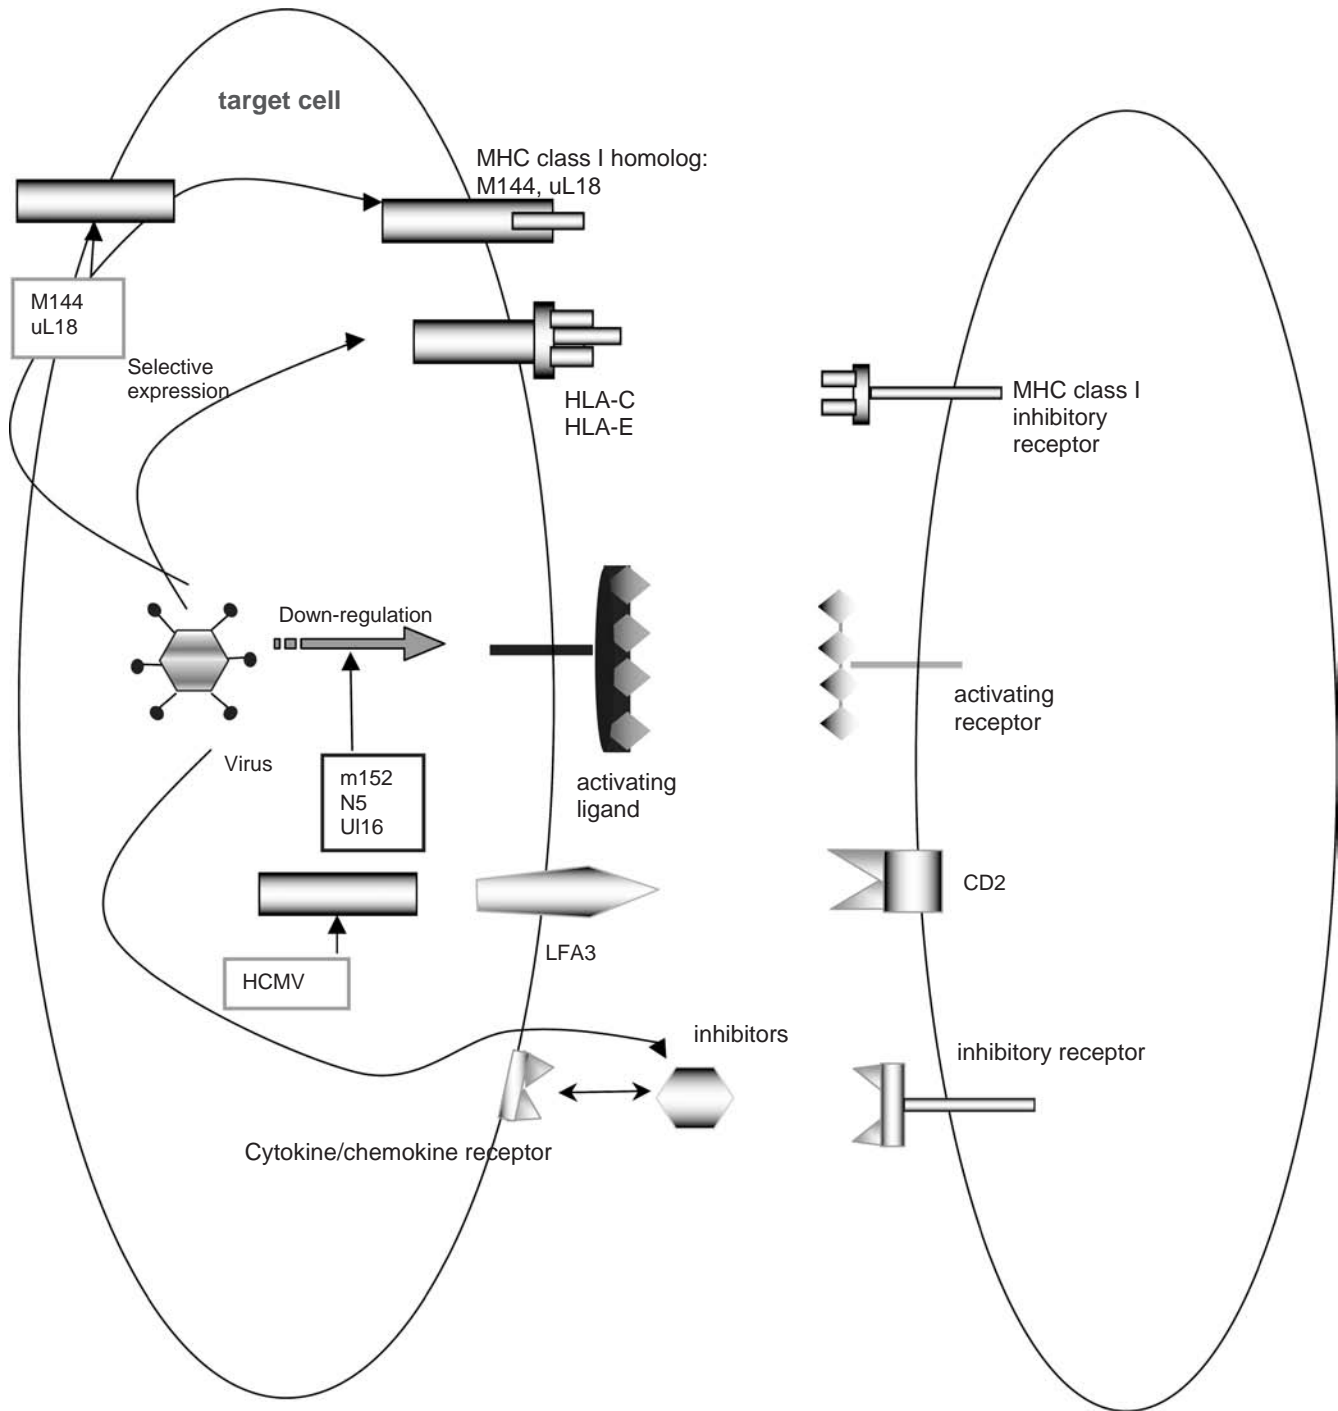 target cell
MHC class I homolog:
M144, uL18
M144
uL18
Selective
expression
HLA-C
HLA-E
MHC class I
inhibitory
receptor
Down-regulation
Virus
m152
N5
Ul16
activating
ligand
activating
receptor
CD2
LFA3
HCMV
inhibitors
inhibitory receptor
Cytokine/chemokine receptor